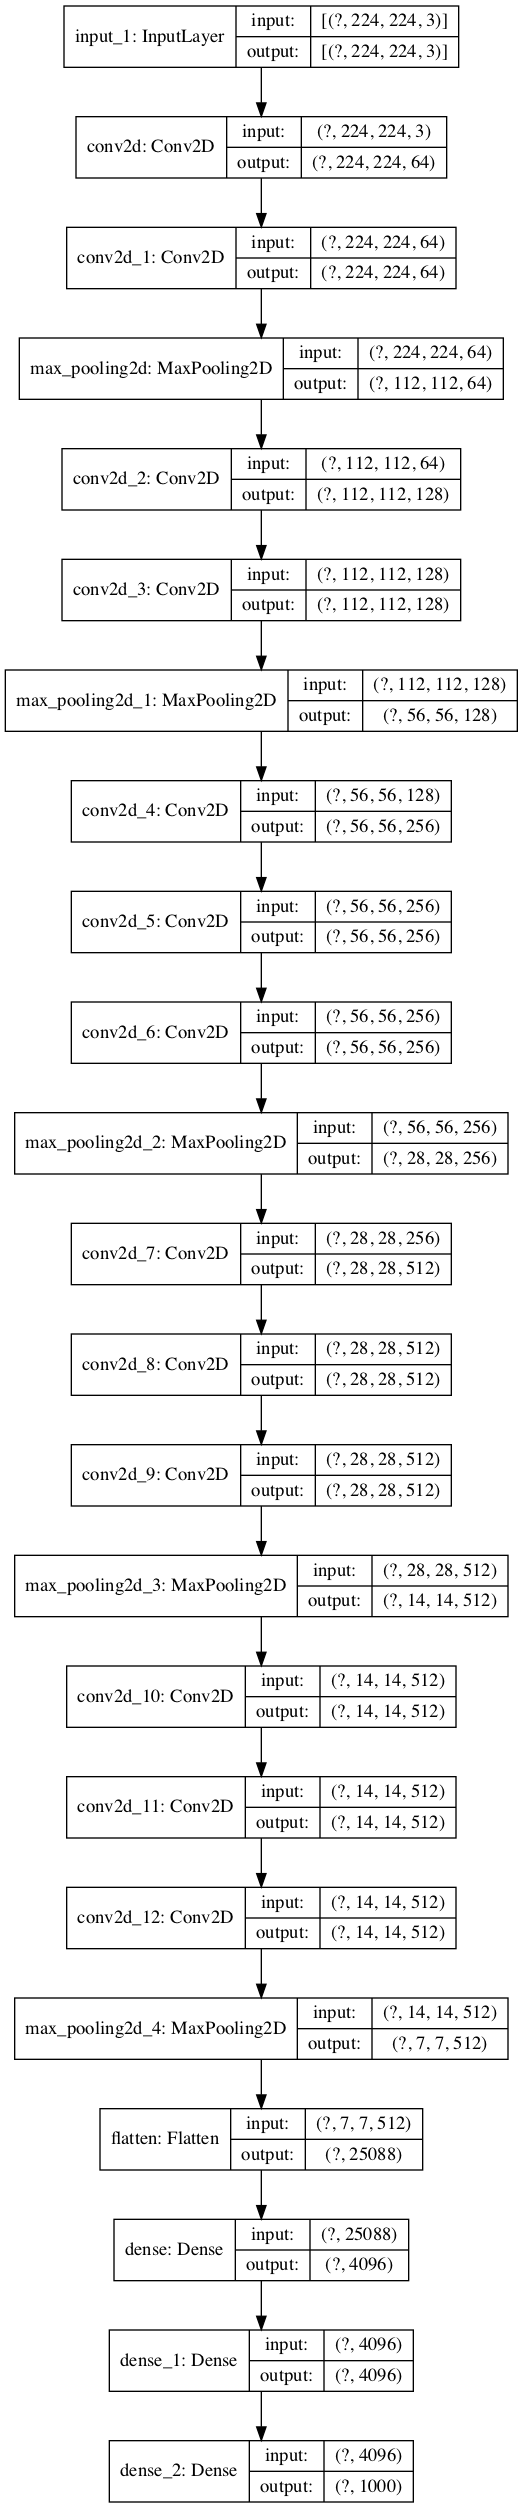 input_1: InputLayer
input: [(?, 224, 224, 3)]
output: [(?, 224, 224, 3)]
conv2d: Conv2D
input: (?, 224, 224, 3)
output: (?, 224, 224, 64)
conv2d_1: Conv2D
input: (?, 224, 224, 64)
output: (?, 224, 224, 64)
max_pooling2d: MaxPooling2D
input: (?, 224, 224, 64)
output: (?, 112, 112, 64)
conv2d_2: Conv2D
input: (?, 112, 112, 64)
output: (?, 112, 112, 128)
conv2d_3: Conv2D
input: (?, 112, 112, 128)
output: (?, 112, 112, 128)
max_pooling2d_1: MaxPooling2D
input: (?, 112, 112, 128)
output: (?, 56, 56, 128)
conv2d_4: Conv2D
input: (?, 56, 56, 128)
output: (?, 56, 56, 256)
conv2d_5: Conv2D
input: (?, 56, 56, 256)
output: (?, 56, 56, 256)
conv2d_6: Conv2D
input: (?, 56, 56, 256)
output: (?, 56, 56, 256)
max_pooling2d_2: MaxPooling2D
input: (?, 56, 56, 256)
output: (?, 28, 28, 256)
conv2d_7: Conv2D
input: (?, 28, 28, 256)
output: (?, 28, 28, 512)
conv2d_8: Conv2D
input: (?, 28, 28, 512)
output: (?, 28, 28, 512)
conv2d_9: Conv2D
input: (?, 28, 28, 512)
output: (?, 28, 28, 512)
max_pooling2d_3: MaxPooling2D
input: (?, 28, 28, 512)
output: (?, 14, 14, 512)
conv2d_10: Conv2D
input: (?, 14, 14, 512)
output: (?, 14, 14, 512)
conv2d_11: Conv2D
input: (?, 14, 14, 512)
output: (?, 14, 14, 512)
conv2d_12: Conv2D
input: (?, 14, 14, 512)
output: (?, 14, 14, 512)
max_pooling2d_4: MaxPooling2D
input: (?, 14, 14, 512)
output: (?, 7, 7, 512)
flatten: Flatten
input: (?, 7, 7, 512)
output: (?, 25088)
dense: Dense
input: (?, 25088)
output: (?, 4096)
dense_1: Dense
input: (?, 4096)
output: (?, 4096)
dense_2: Dense
input: (?, 4096)
output: (?, 1000)